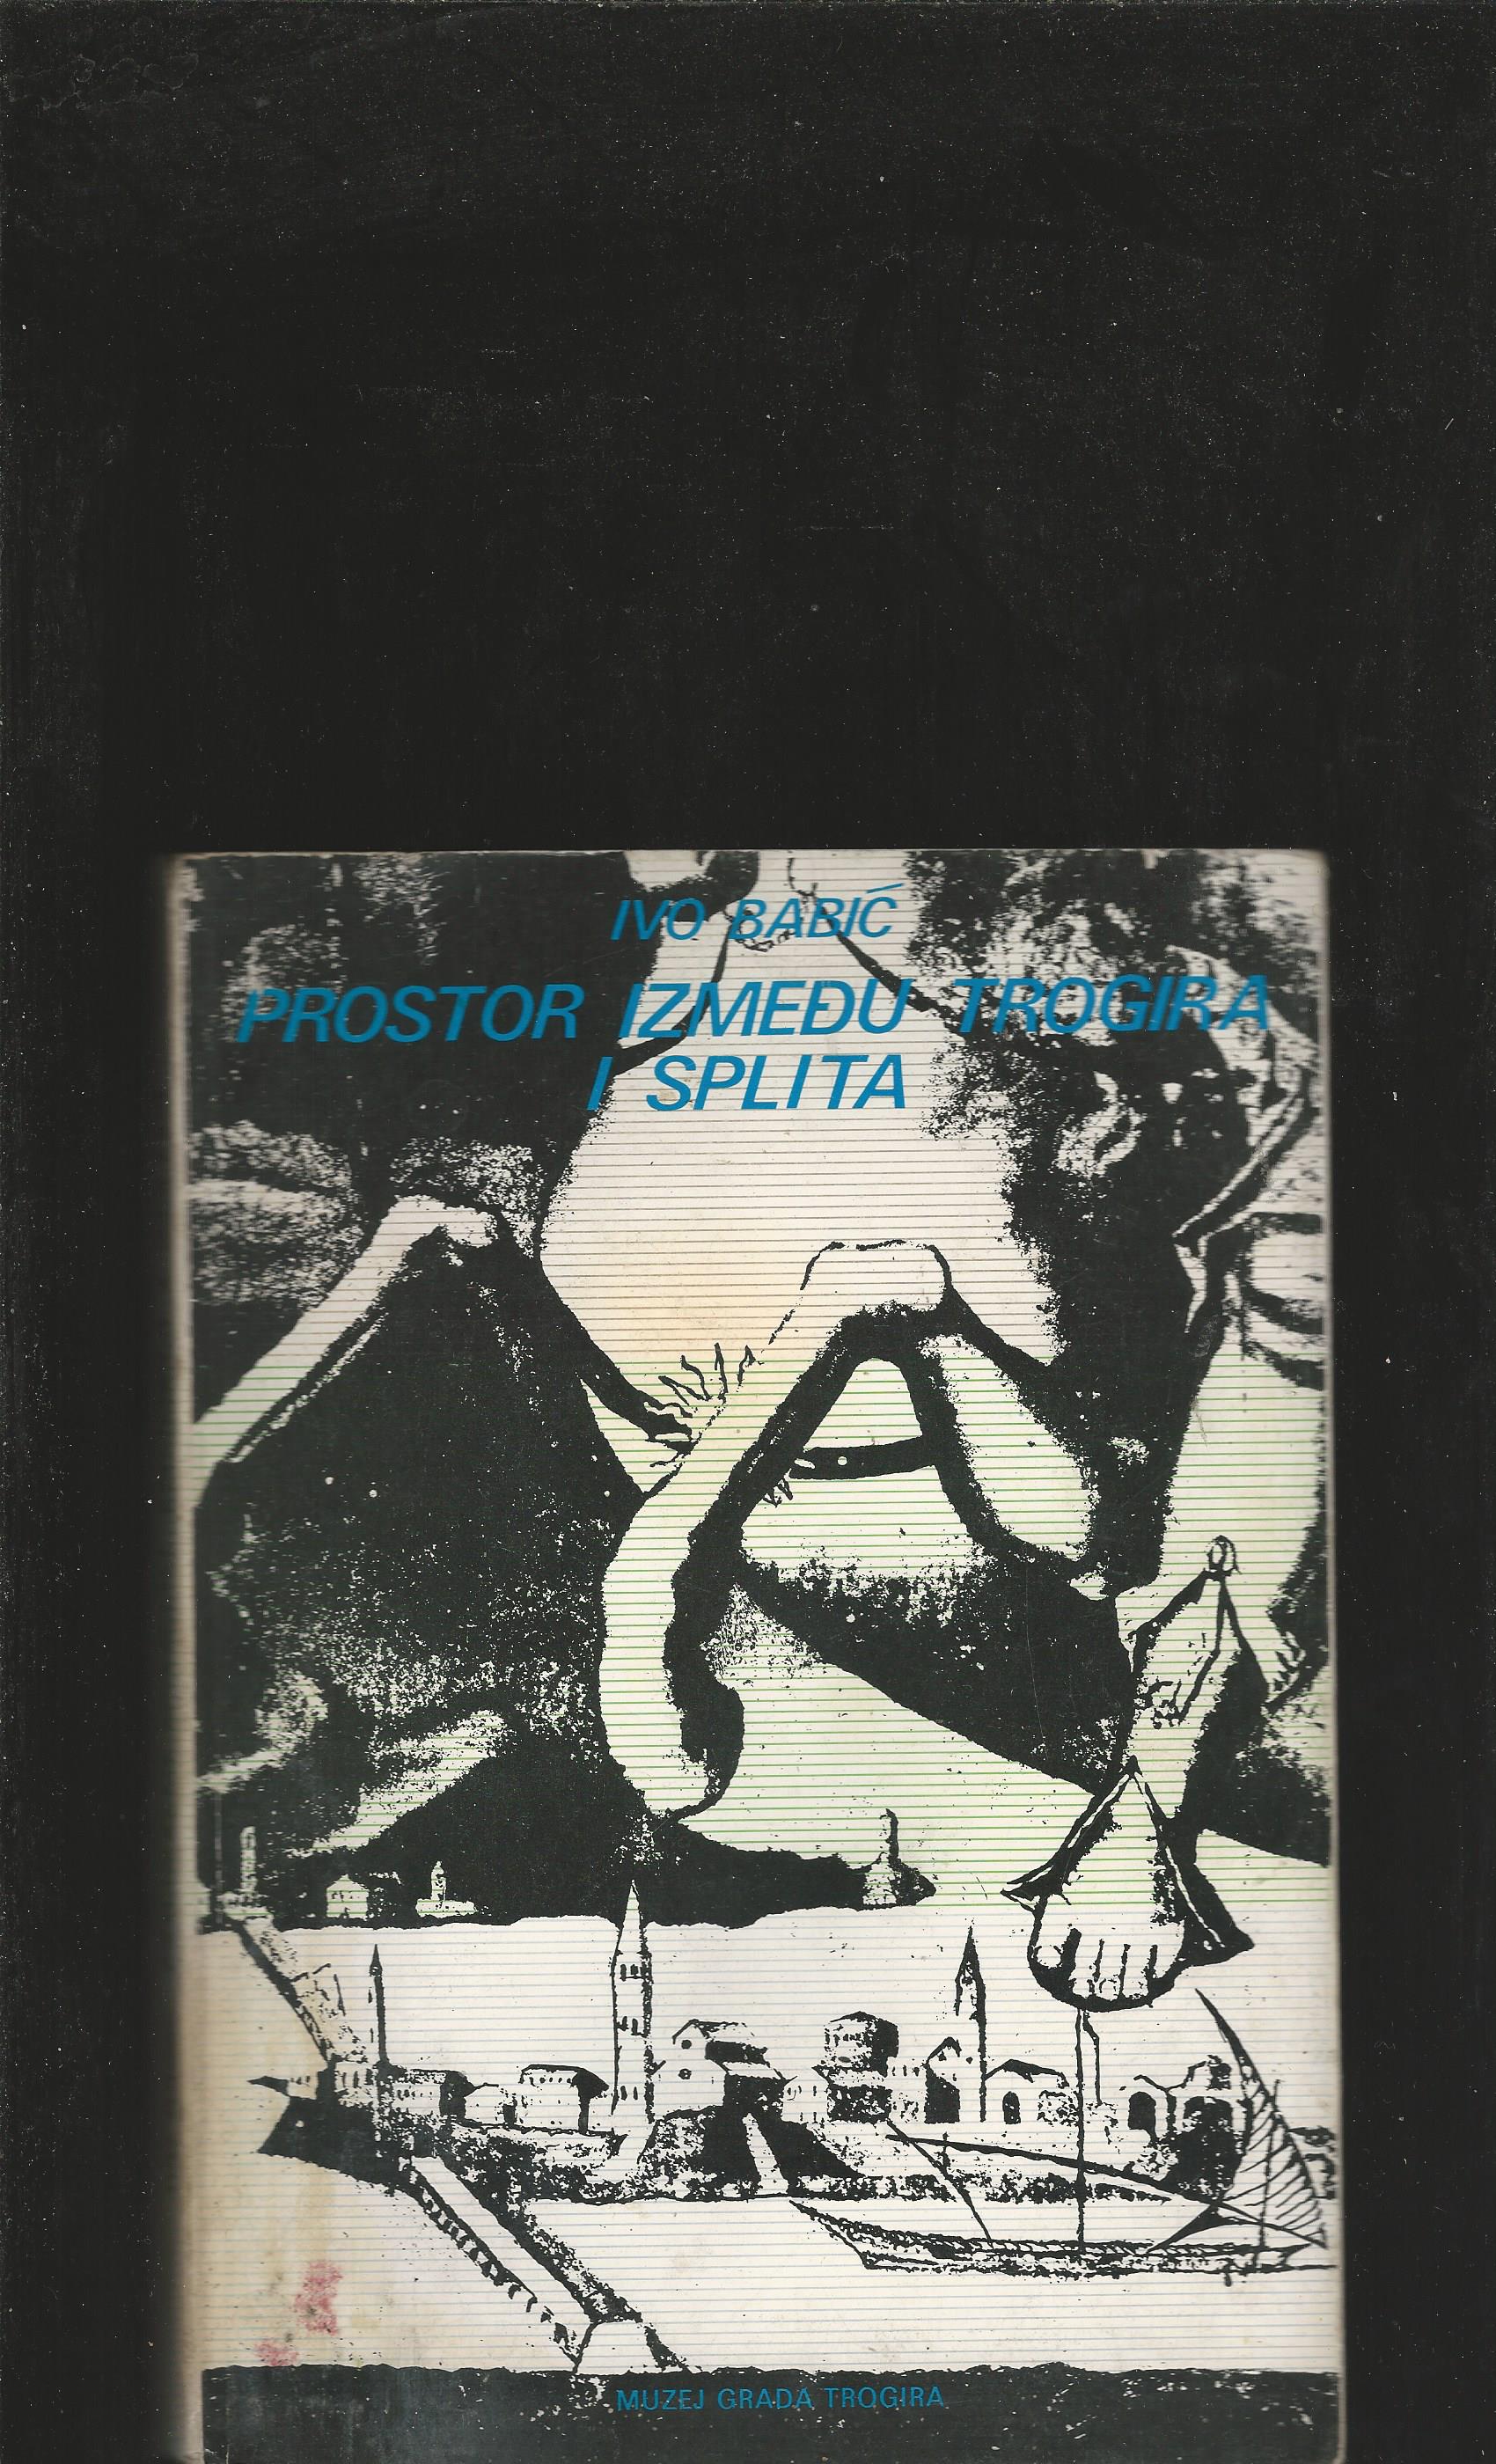 IVO BABIĆ
PROSTOR IZMEĐU TROGIRA
I SPLITA
MUZEJ GRADA TROGIRA